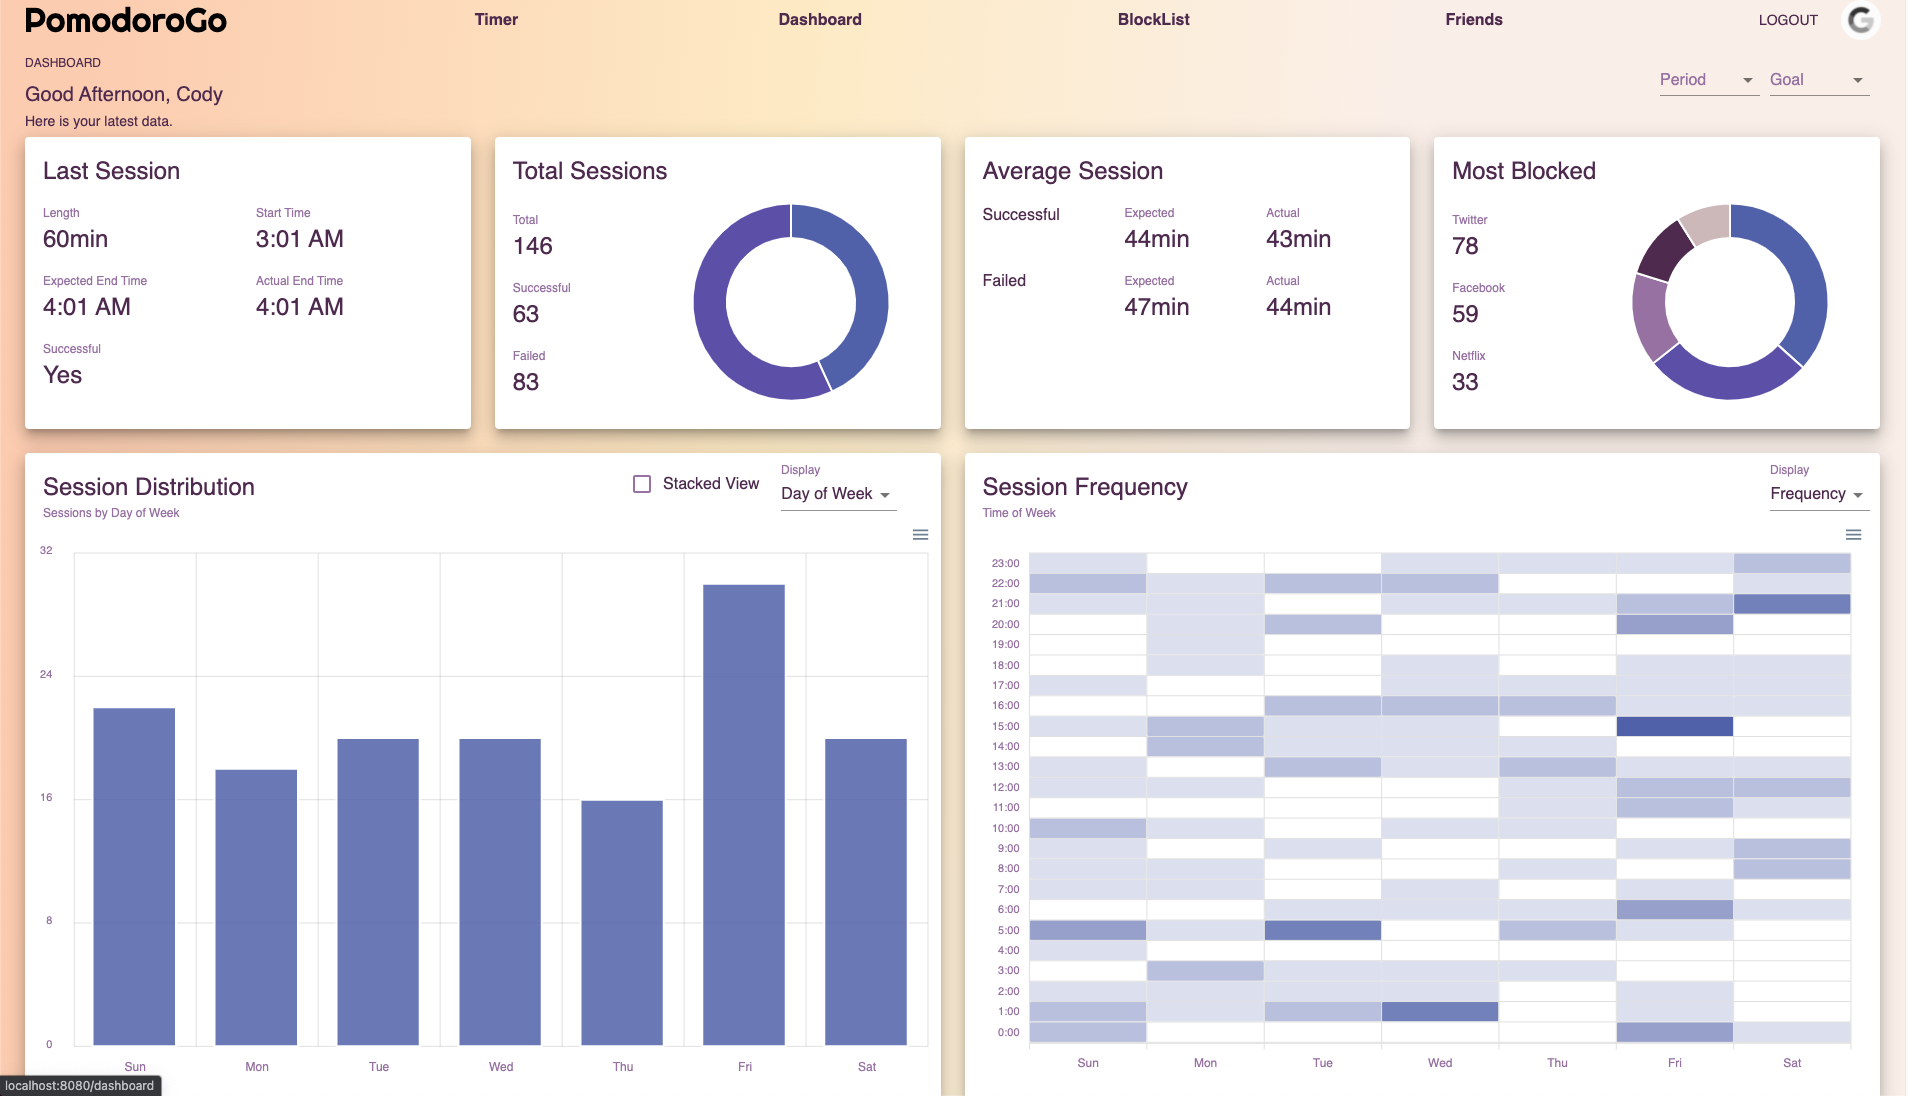 PomodoroGo Timer Dashboard BlockList Friends LOGOUT G
DASHBOARD
Good Afternoon, Cody
Here is your latest data.
Period Goal
Last Session
Length Start Time
60min 3:01 AM
Expected End Time Actual End Time
4:01 AM 4:01 AM
Successful
Yes
Total Sessions
Total
146
Successful
63
Failed
83
Average Session
Successful Expected Actual
44min 43min
Failed Expected Actual
47min 44min
Most Blocked
Twitter
78
Facebook
59
Netflix
33
Session Distribution
Sessions by Day of Week
Stacked View
Display
Day of Week
32
24
16
8
0
Sun Mon Tue Wed Thu Fri Sat
Session Frequency
Time of Week
Display
Frequency
23:00
22:00
21:00
20:00
19:00
18:00
17:00
16:00
15:00
14:00
13:00
12:00
11:00
10:00
9:00
8:00
7:00
6:00
5:00
4:00
3:00
2:00
1:00
0:00
Sun Mon Tue Wed Thu Fri Sat
localhost:8080/dashboard